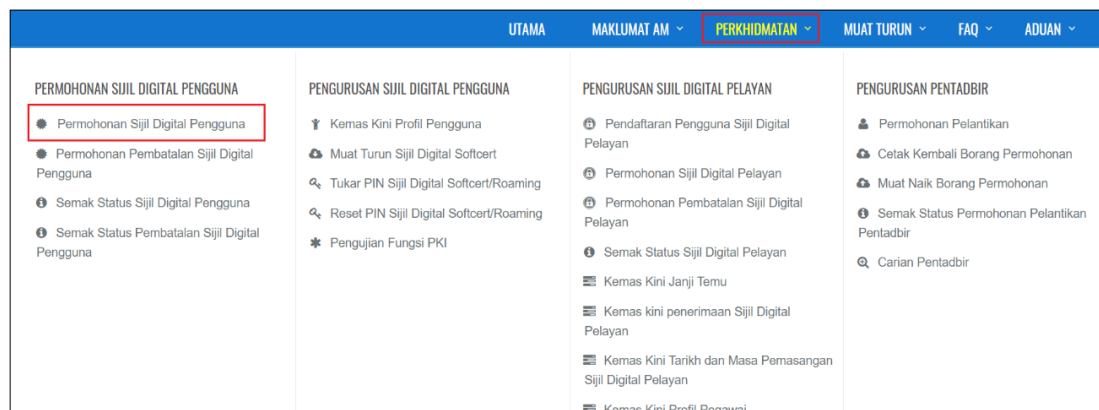 UTAMA MAKLUMAT AM PERKHIDMATAN MUAT TURUN FAQ ADUAN
PERMOHONAN SIJIL DIGITAL PENGGUNA
Permohonan Sijil Digital Pengguna
Permohonan Pembatalan Sijil Digital
Pengguna
Semak Status Sijil Digital Pengguna
Semak Status Pembatalan Sijil Digital
Pengguna
PENGURUSAN SIJIL DIGITAL PENGGUNA
Kemas Kini Profil Pengguna
Muat Turun Sijil Digital Softcert
Tukar PIN Sijil Digital Softcert/Roaming
Reset PIN Sijil Digital Softcert/Roaming
Pengujian Fungsi PKI
PENGURUSAN SIJIL DIGITAL PELAYAN
Pendaftaran Pengguna Sijil Digital
Pelayan
Permohonan Sijil Digital Pelayan
Permohonan Pembatalan Sijil Digital
Pelayan
Semak Status Sijil Digital Pelayan
Kemas Kini Janji Temu
Kemas kini penerimaan Sijil Digital
Pelayan
Kemas Kini Tarikh dan Masa Pemasangan
Sijil Digital Pelayan
Kemas Kini Profil Pegawai
PENGURUSAN PENTADBIR
Permohonan Pelantikan
Cetak Kembali Borang Permohonan
Muat Naik Borang Permohonan
Semak Status Permohonan Pelantikan
Pentadbir
Carian Pentadbir